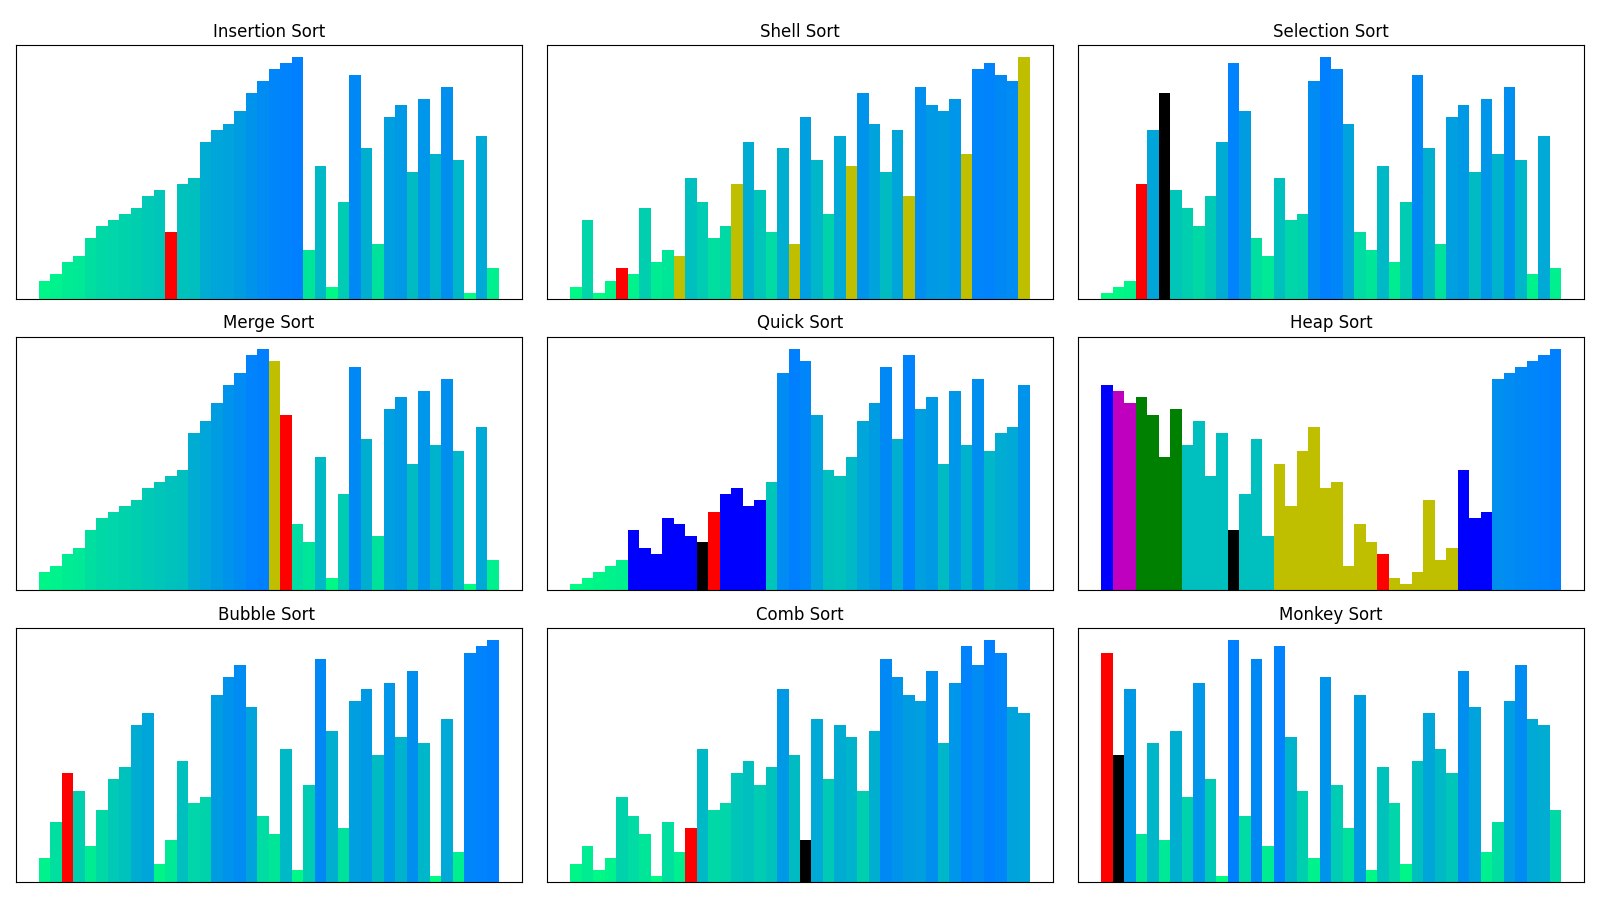 Insertion Sort
Shell Sort
Selection Sort
Merge Sort
Quick Sort
Heap Sort
Bubble Sort
Comb Sort
Monkey Sort